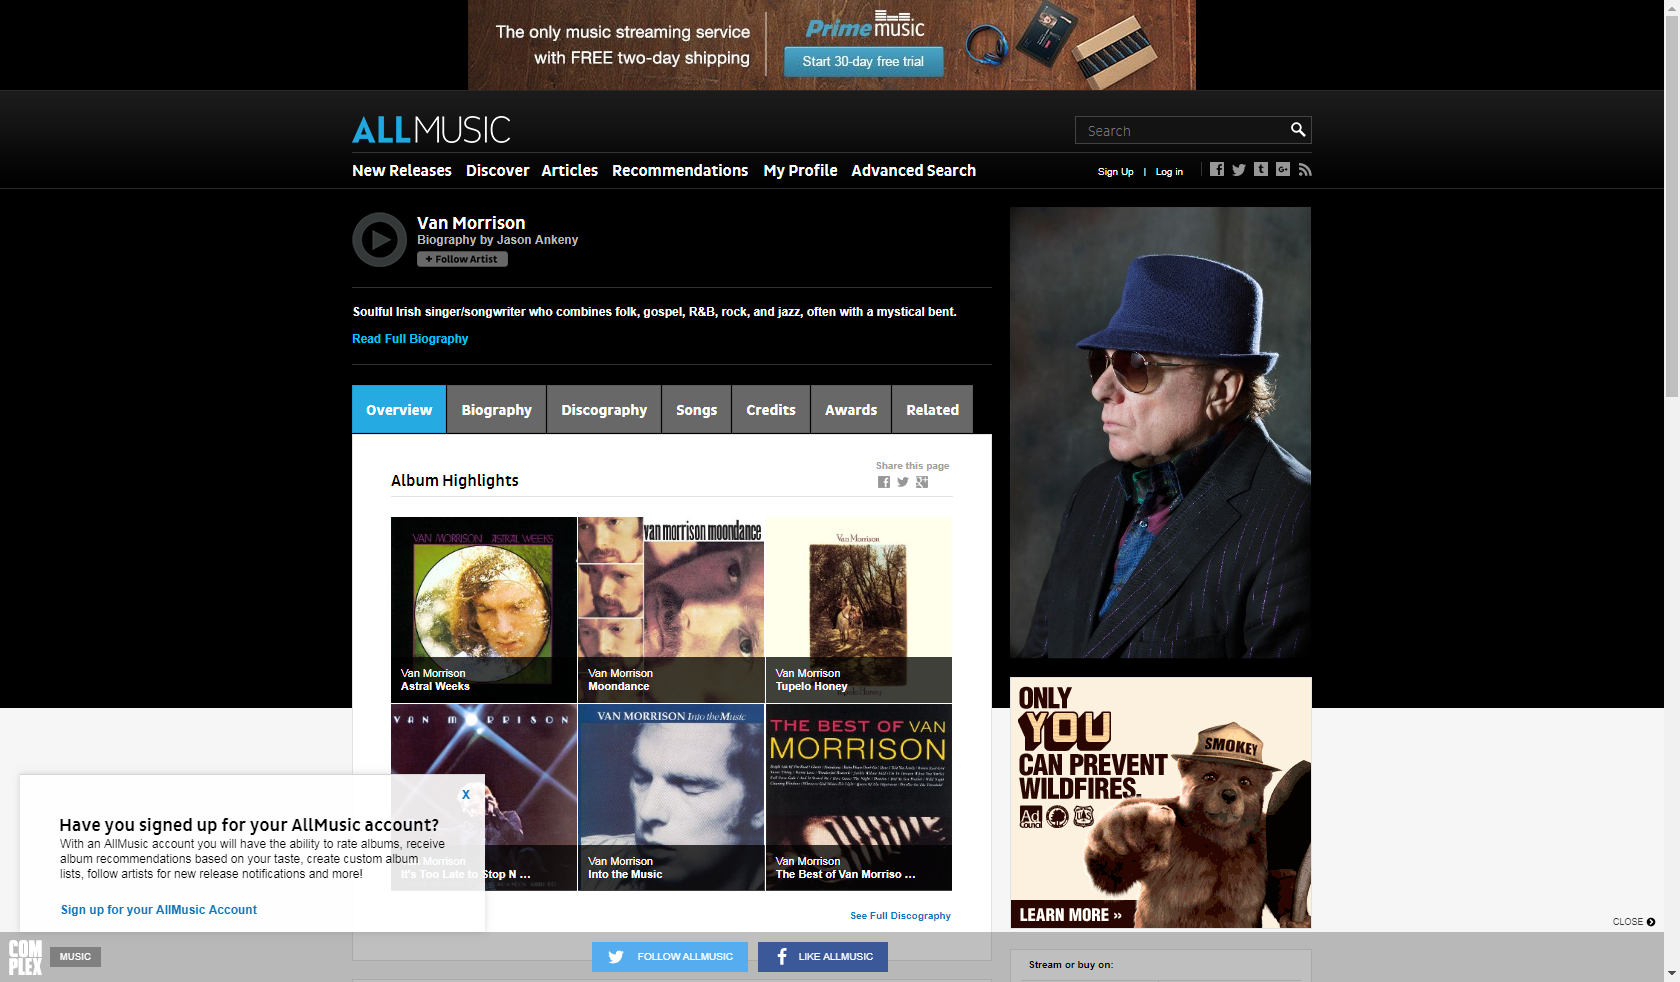 The only music streaming service
with FREE two-day shipping
Prime music
Start 30-day free trial
ALLMUSIC
Search
New Releases
Discover
Articles
Recommendations
My Profile
Advanced Search
Sign Up | Log in
Van Morrison
Biography by Jason Ankeny
+ Follow Artist
Soulful Irish singer/songwriter who combines folk, gospel, R&B, rock, and jazz, often with a mystical bent.
Read Full Biography
Overview
Biography
Discography
Songs
Credits
Awards
Related
Album Highlights
Share this page
VAN MORRISON ASTRAL WEEKS
Van Morrison
Astral Weeks
van morrison moondance
Van Morrison
Moondance
Van Morrison
Tupelo Honey
Van Morrison
Tupelo Honey
VAN MORRISON
Morrison
It's Too Late to Stop N ...
VAN MORRISON Into the Music
Van Morrison
Into the Music
THE BEST OF VAN
MORRISON
Van Morrison
The Best of Van Morriso ...
See Full Discography
X
Have you signed up for your AllMusic account?
With an AllMusic account you will have the ability to rate albums, receive
album recommendations based on your taste, create custom album
lists, follow artists for new release notifications and more!
Sign up for your AllMusic Account
ONLY
YOU
CAN PREVENT
WILDFIRES.
SMOKEY
Ad
Council
UAS
LEARN MORE »
CLOSE
COM
PLEX
MUSIC
FOLLOW ALLMUSIC
LIKE ALLMUSIC
Stream or buy on: